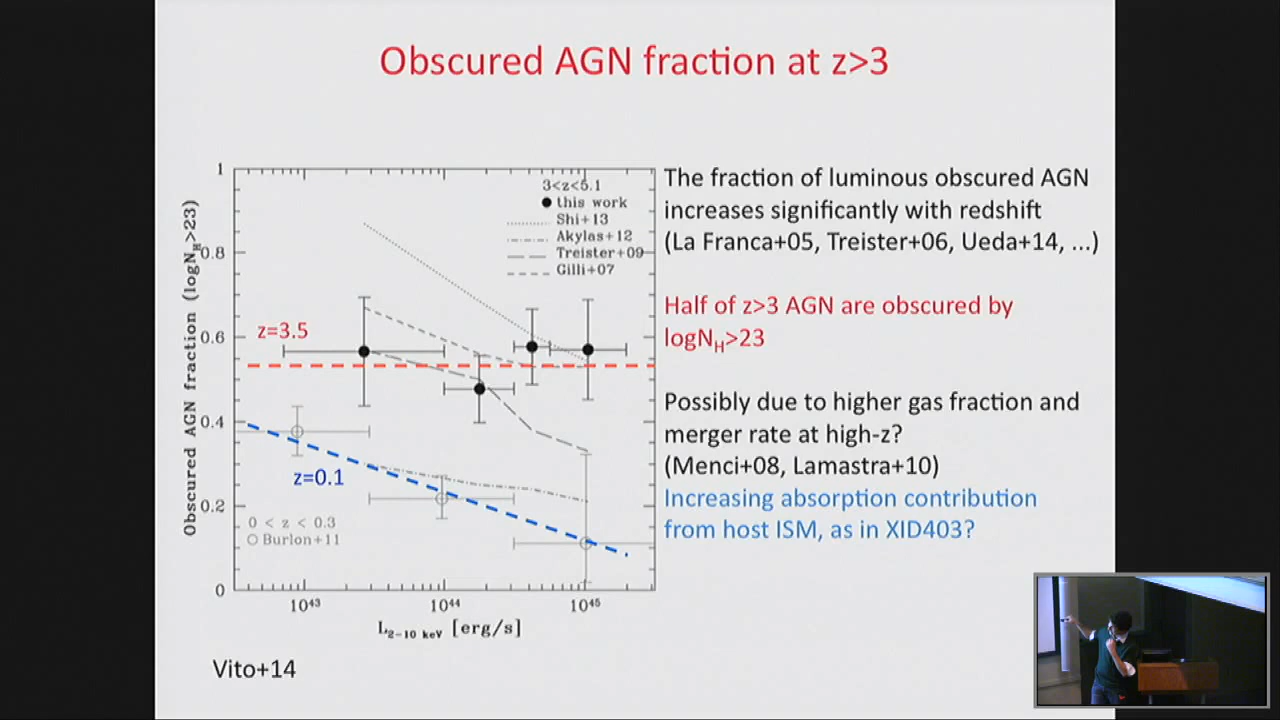 Obscured AGN fraction at z>3
Obscured AGN fraction (logN_H>23)
1
0.8
0.6
0.4
0.2
0
3<z<5.1
this work
Shi+13
Akylas+12
Treister+09
Gilli+07
z=3.5
z=0.1
0 < z < 0.3
Burlon+11
10^43
10^44
10^45
L_2-10 keV [erg/s]
Vito+14
The fraction of luminous obscured AGN
increases significantly with redshift
(La Franca+05, Treister+06, Ueda+14, ...)
Half of z>3 AGN are obscured by
logN_H>23
Possibly due to higher gas fraction and
merger rate at high-z?
(Menci+08, Lamastra+10)
Increasing absorption contribution
from host ISM, as in XID403?